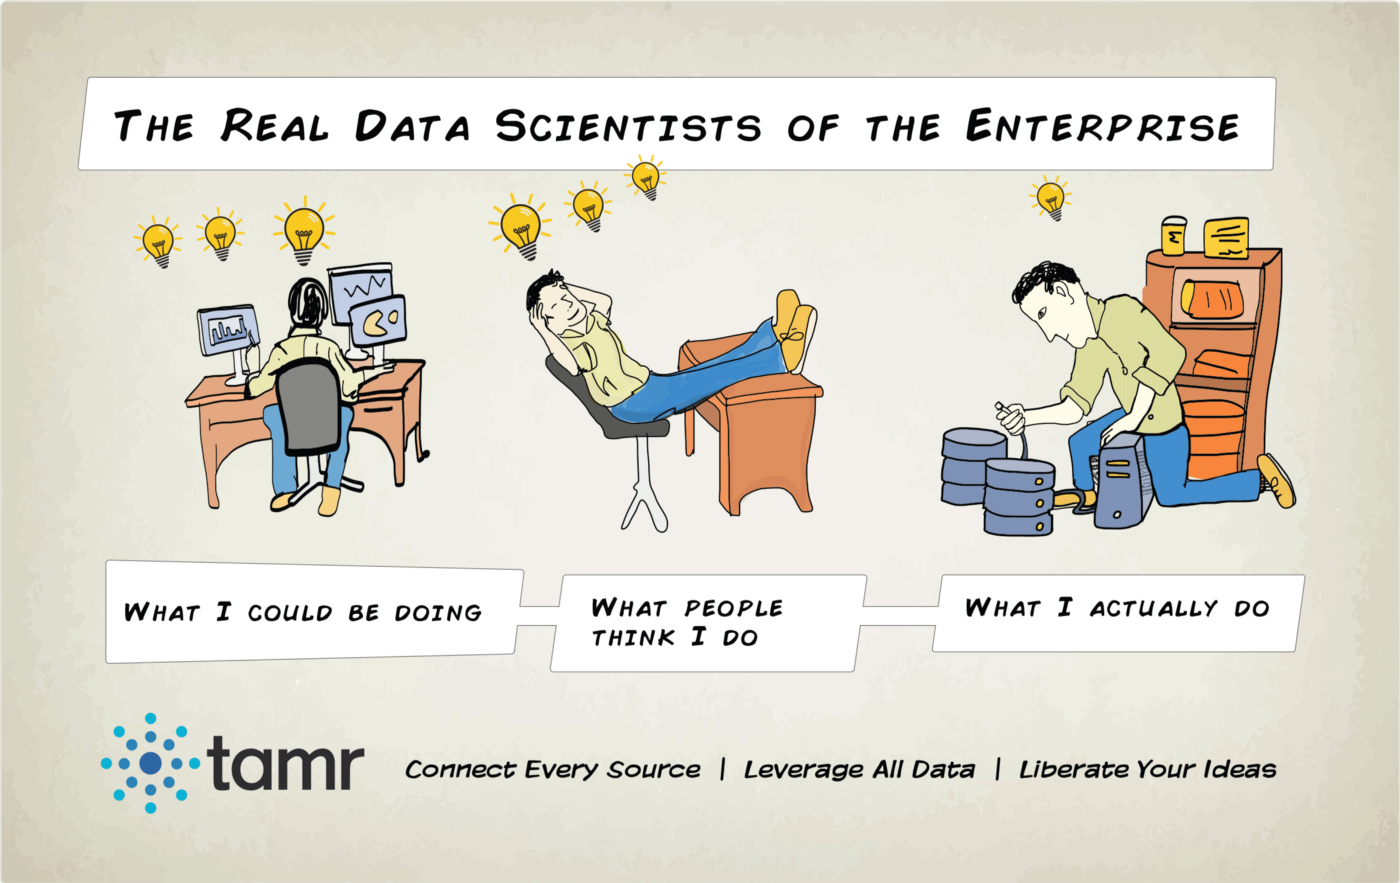 The Real Data Scientists of the Enterprise
What I could be doing
What people
think I do
What I actually do
tamr
Connect Every Source | Leverage All Data | Liberate Your Ideas